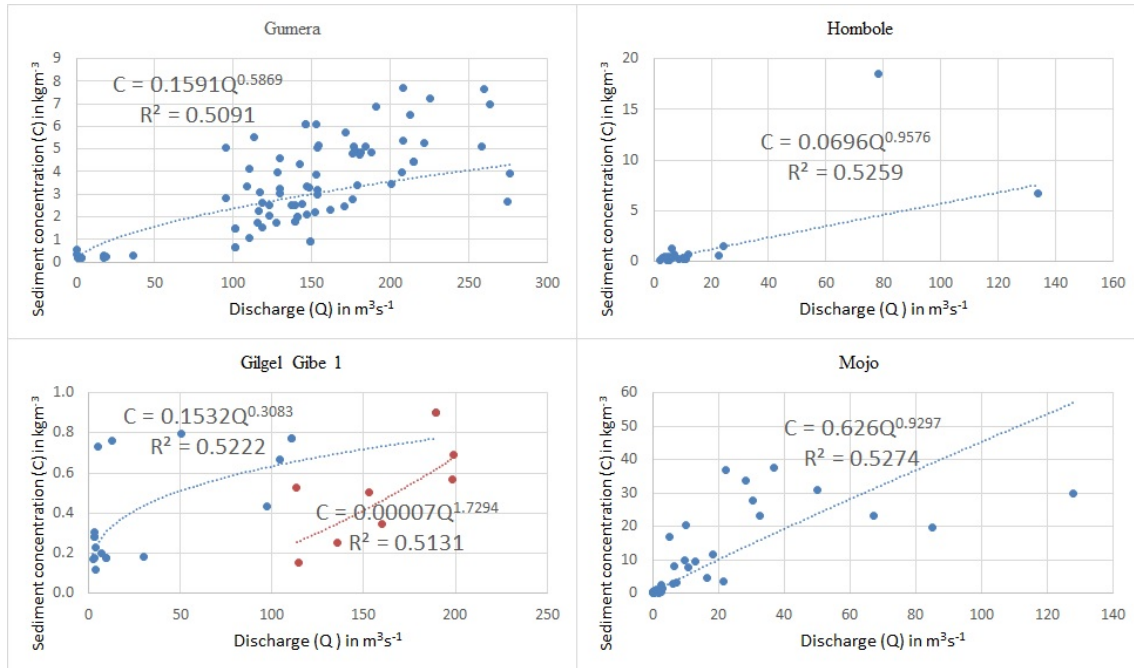 Gumera
Sediment concentration (C) in kgm⁻³
9
8
7
6
5
4
3
2
1
0
C = 0.1591Q^0.5869
R² = 0.5091
0 50 100 150 200 250 300
Discharge (Q) in m³s⁻¹
Hombole
Sediment concentration (C) in kgm⁻³
20
15
10
5
0
C = 0.0696Q^0.9576
R² = 0.5259
0 20 40 60 80 100 120 140 160
Discharge (Q ) in m³s⁻¹
Gilgel Gibe 1
Sediment concentration (C) in kgm⁻³
1.0
0.8
0.6
0.4
0.2
0.0
C = 0.1532Q^0.3083
R² = 0.5222
C = 0.00007Q^1.7294
R² = 0.5131
0 50 100 150 200 250
Discharge (Q ) in m³s⁻¹
Mojo
Sediment concentration (C) in kgm⁻³
60
50
40
30
20
10
0
C = 0.626Q^0.9297
R² = 0.5274
0 20 40 60 80 100 120 140
Discharge (Q ) in m³s⁻¹